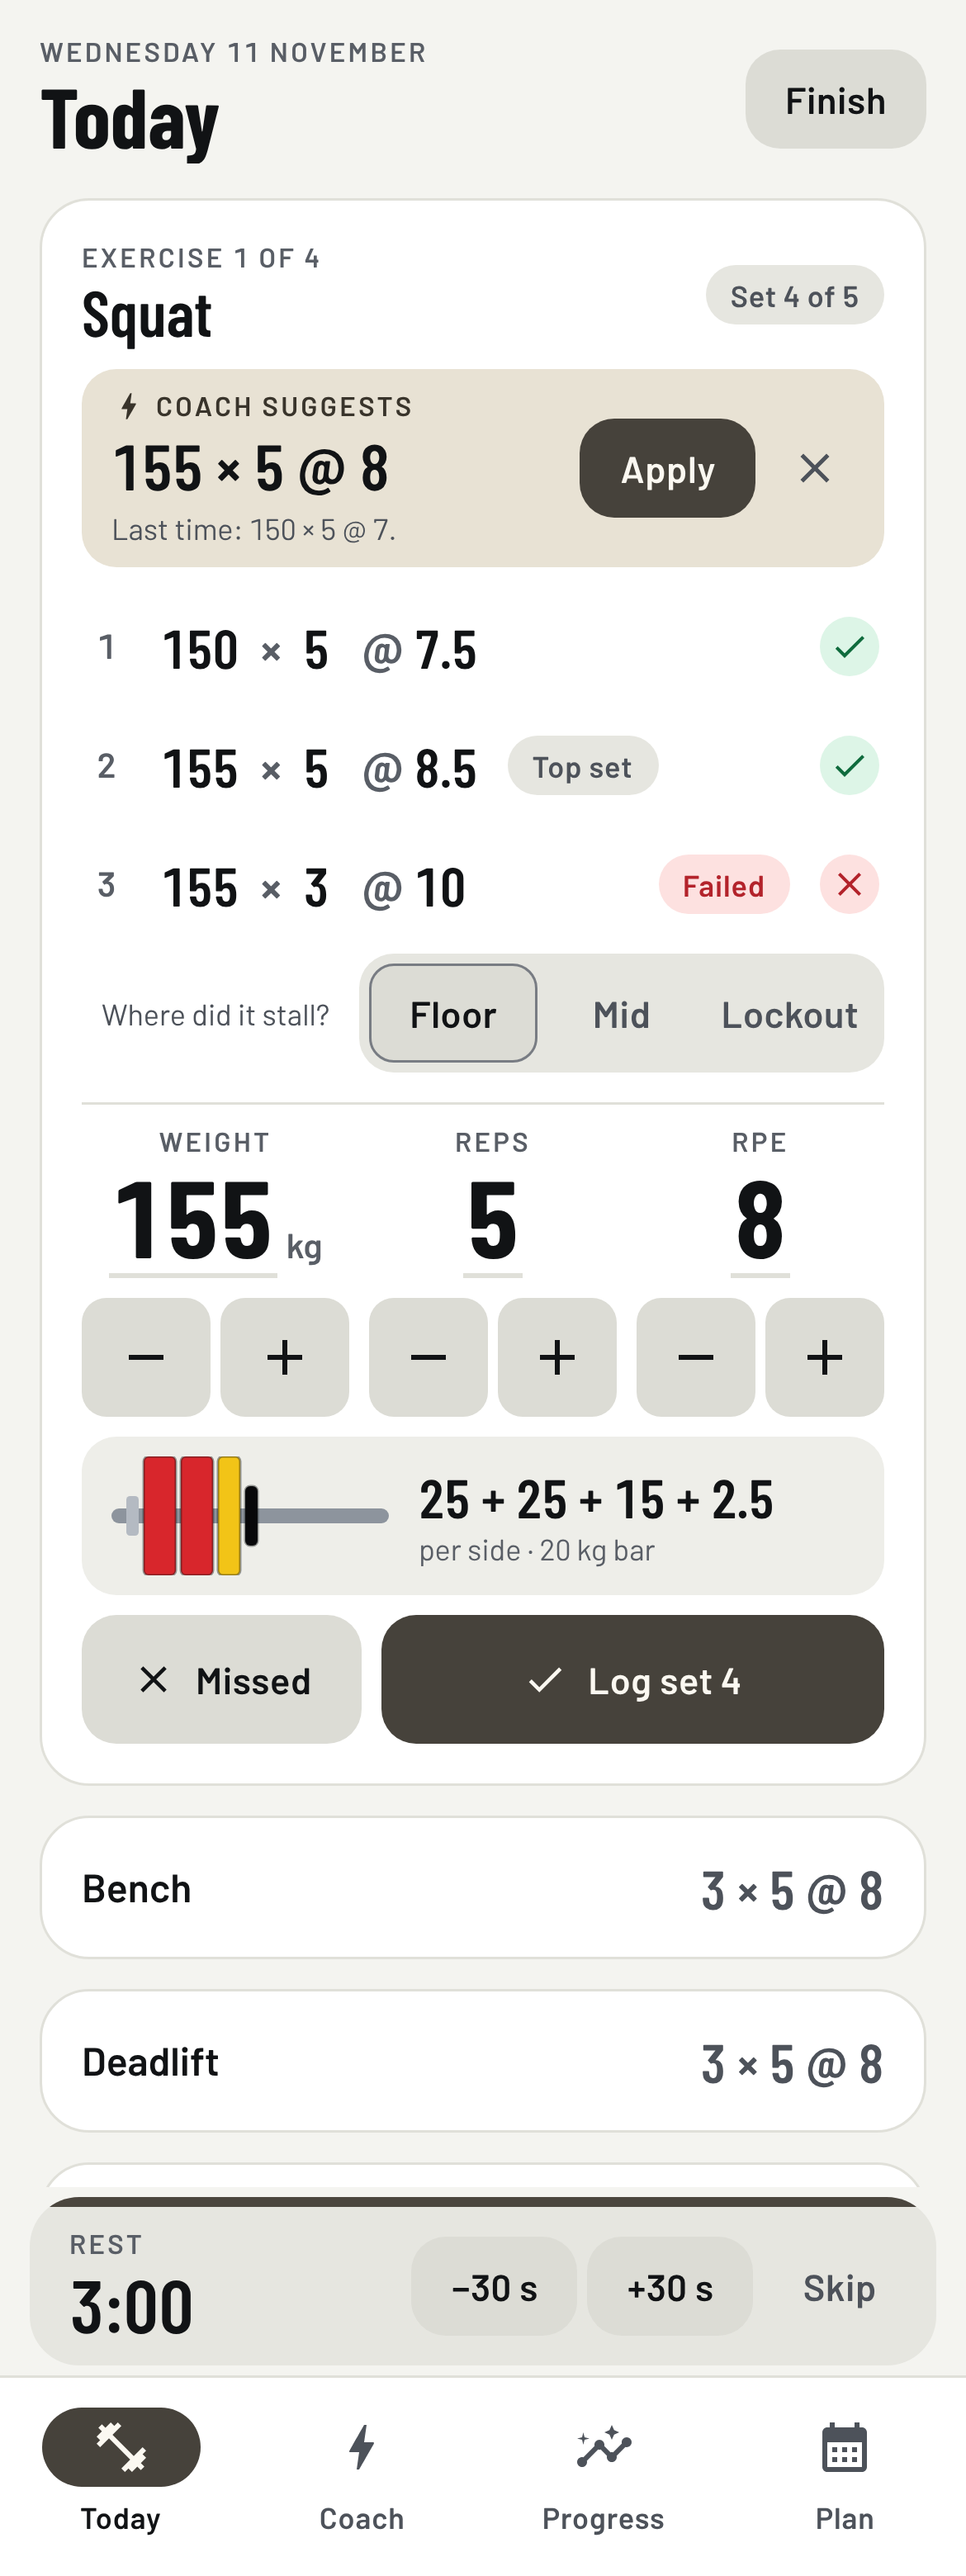 WEDNESDAY 11 NOVEMBER
Today
Finish
EXERCISE 1 OF 4
Squat
Set 4 of 5
COACH SUGGESTS
155 × 5 @ 8
Last time: 150 × 5 @ 7.
Apply
1 150 × 5 @ 7.5
2 155 × 5 @ 8.5 Top set
3 155 × 3 @ 10 Failed
Where did it stall? Floor Mid Lockout
WEIGHT REPS RPE
155 kg 5 8
25 + 25 + 15 + 2.5
per side · 20 kg bar
Missed
Log set 4
Bench 3 × 5 @ 8
Deadlift 3 × 5 @ 8
REST
3:00
−30 s +30 s Skip
Today Coach Progress Plan